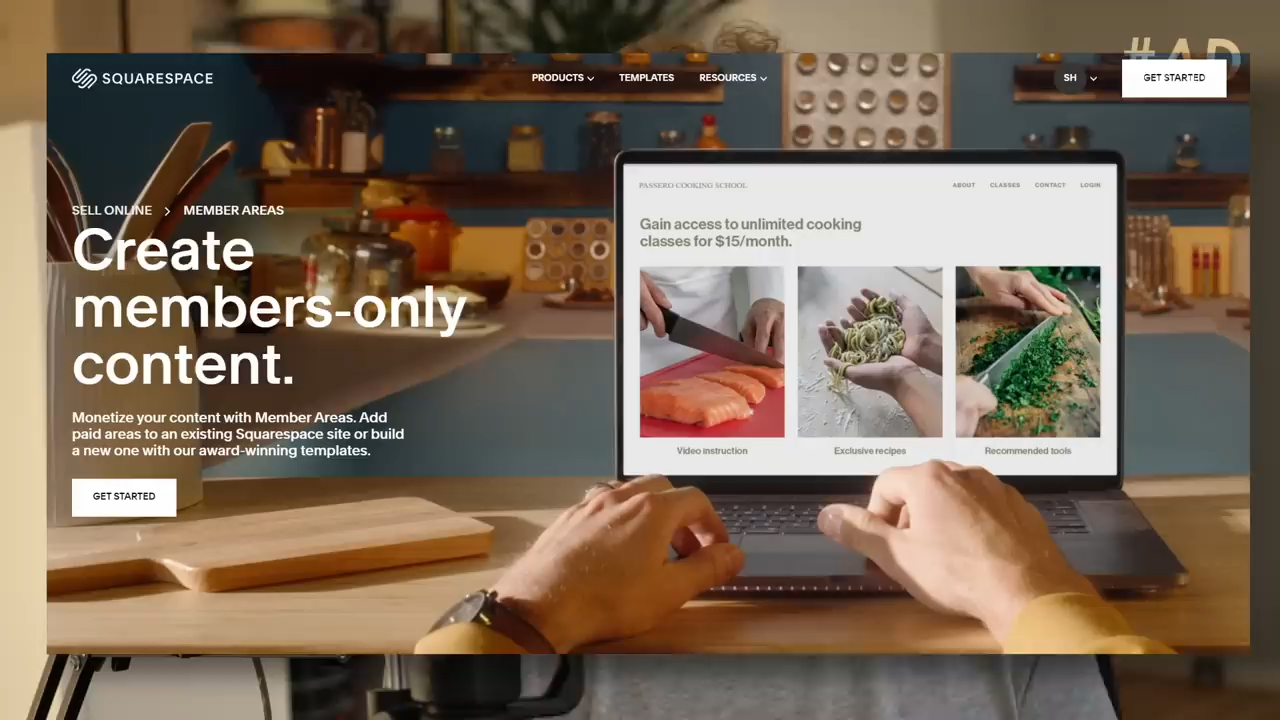 #AD
SQUARESPACE
PRODUCTS
TEMPLATES
RESOURCES
SH
GET STARTED
SELL ONLINE > MEMBER AREAS
Create
members-only
content.
Monetize your content with Member Areas. Add
paid areas to an existing Squarespace site or build
a new one with our award-winning templates.
GET STARTED
PASSERO COOKING SCHOOL
ABOUT
CLASSES
CONTACT
LOGIN
Gain access to unlimited cooking
classes for $15/month.
Video instruction
Exclusive recipes
Recommended tools